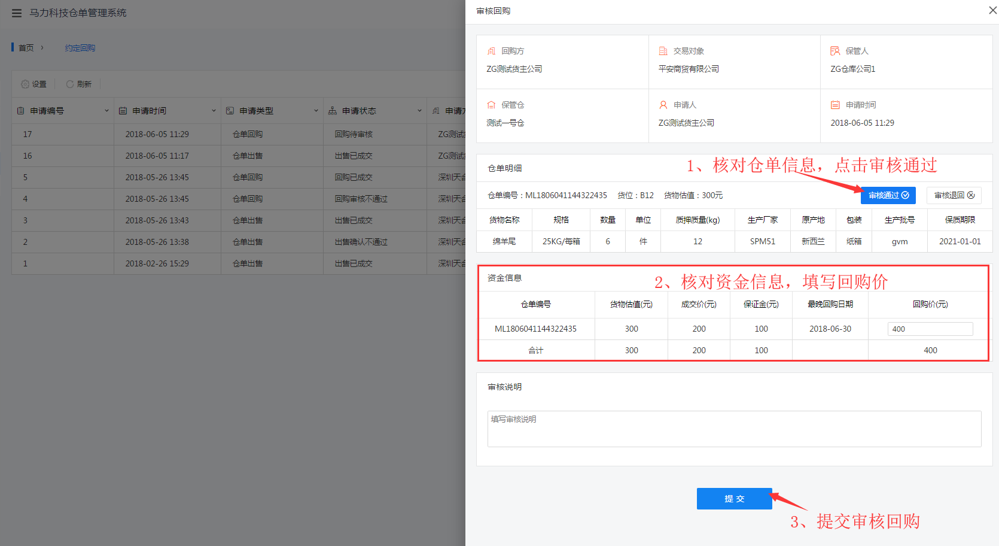 马力科技仓单管理系统
首页 › 约定回购
设置 刷新
申请编号 申请时间 申请类型 申请状态 申请方
17 2018-06-05 11:29 仓单回购 回购待审核 ZG测试货
16 2018-06-05 11:17 仓单出售 出售已成交 ZG测试货
5 2018-05-26 13:45 仓单回购 回购已成交 深圳天合
4 2018-05-26 13:45 仓单回购 回购审核不通过 深圳天合
3 2018-05-26 13:43 仓单出售 出售已成交 深圳天合
2 2018-05-26 13:38 仓单出售 出售确认不通过 深圳天合
1 2018-02-26 15:29 仓单出售 出售已成交 深圳天合
审核回购
回购方 交易对象 保管人
ZG测试货主公司 平安商贸有限公司 ZG仓库公司1
保管仓 申请人 申请时间
测试一号仓 ZG测试货主公司 2018-06-05 11:29
仓单明细
1、核对仓单信息，点击审核通过
仓单编号：ML1806041144322435 货位：B12 货物估值：300元 审核通过 审核退回
货物名称 规格 数量 单位 质押质量(kg) 生产厂家 原产地 包装 生产批号 保质期限
绵羊尾 25KG/每箱 6 件 12 SPM51 新西兰 纸箱 gvm 2021-01-01
资金信息
2、核对资金信息，填写回购价
仓单编号 货物估值(元) 成交价(元) 保证金(元) 最晚回购日期 回购价(元)
ML1806041144322435 300 200 100 2018-06-30 400
合计 300 200 100 400
审核说明
填写审核说明
提交
3、提交审核回购